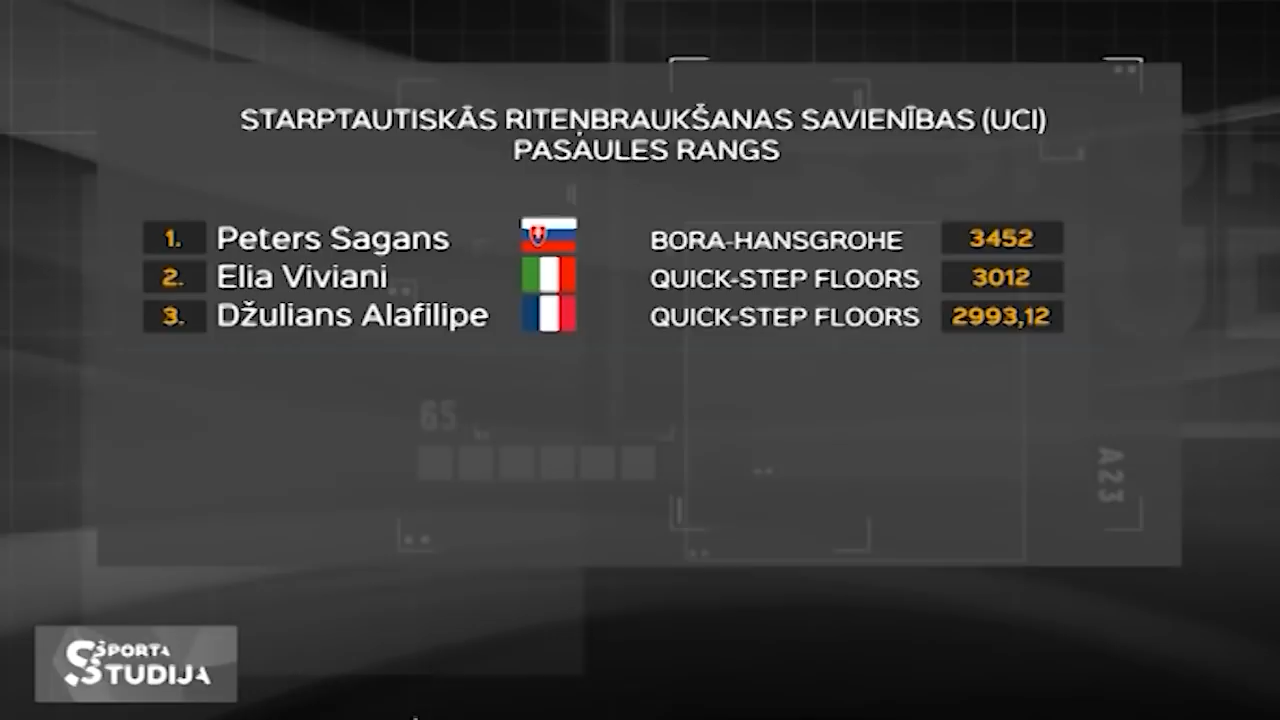 STARPTAUTISKĀS RITEŅBRAUKŠANAS SAVIENĪBAS (UCI)
PASAULES RANGS
1. Peters Sagans BORA-HANSGROHE 3452
2. Elia Viviani QUICK-STEP FLOORS 3012
3. Džulians Alafilipe QUICK-STEP FLOORS 2993,12
65
A23
SPORTA
STUDIJA